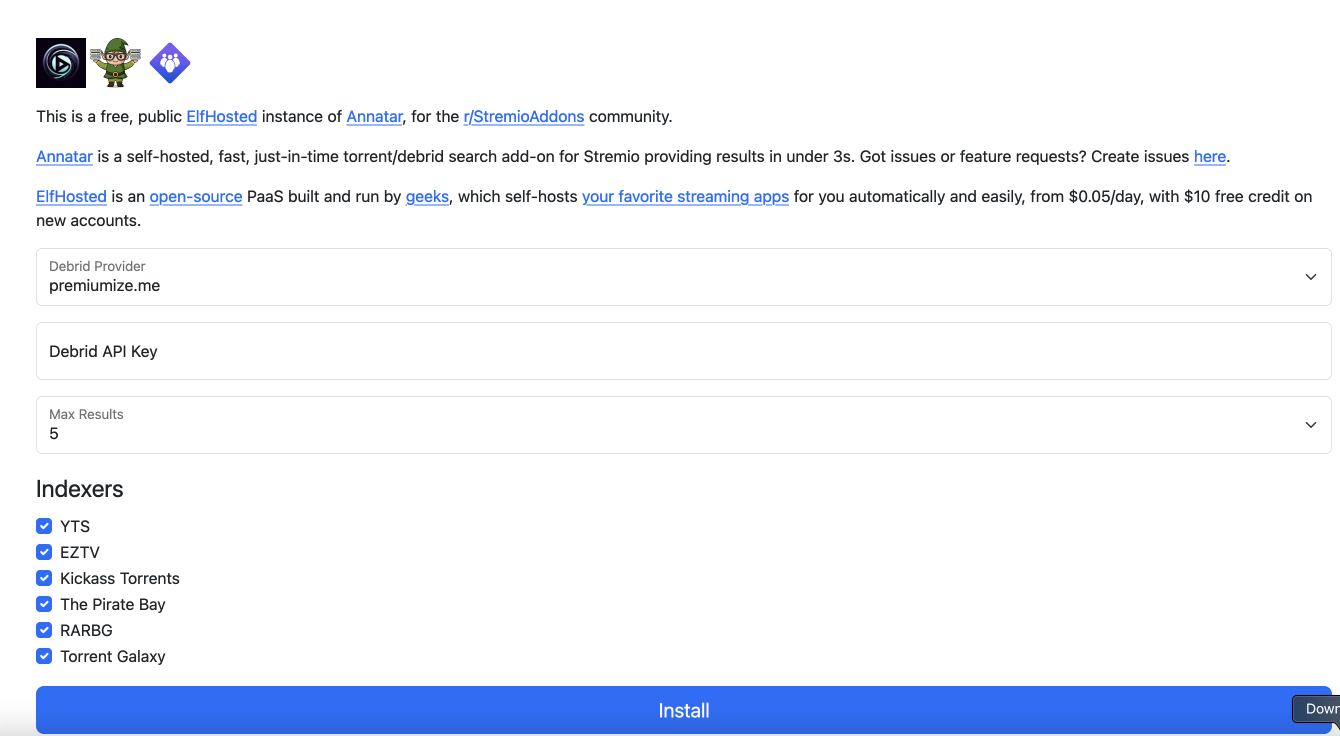 This is a free, public ElfHosted instance of Annatar, for the r/StremioAddons community.
Annatar is a self-hosted, fast, just-in-time torrent/debrid search add-on for Stremio providing results in under 3s. Got issues or feature requests? Create issues here.
ElfHosted is an open-source PaaS built and run by geeks, which self-hosts your favorite streaming apps for you automatically and easily, from $0.05/day, with $10 free credit on
new accounts.
Debrid Provider
premiumize.me
Debrid API Key
Max Results
5
Indexers
YTS
EZTV
Kickass Torrents
The Pirate Bay
RARBG
Torrent Galaxy
Install